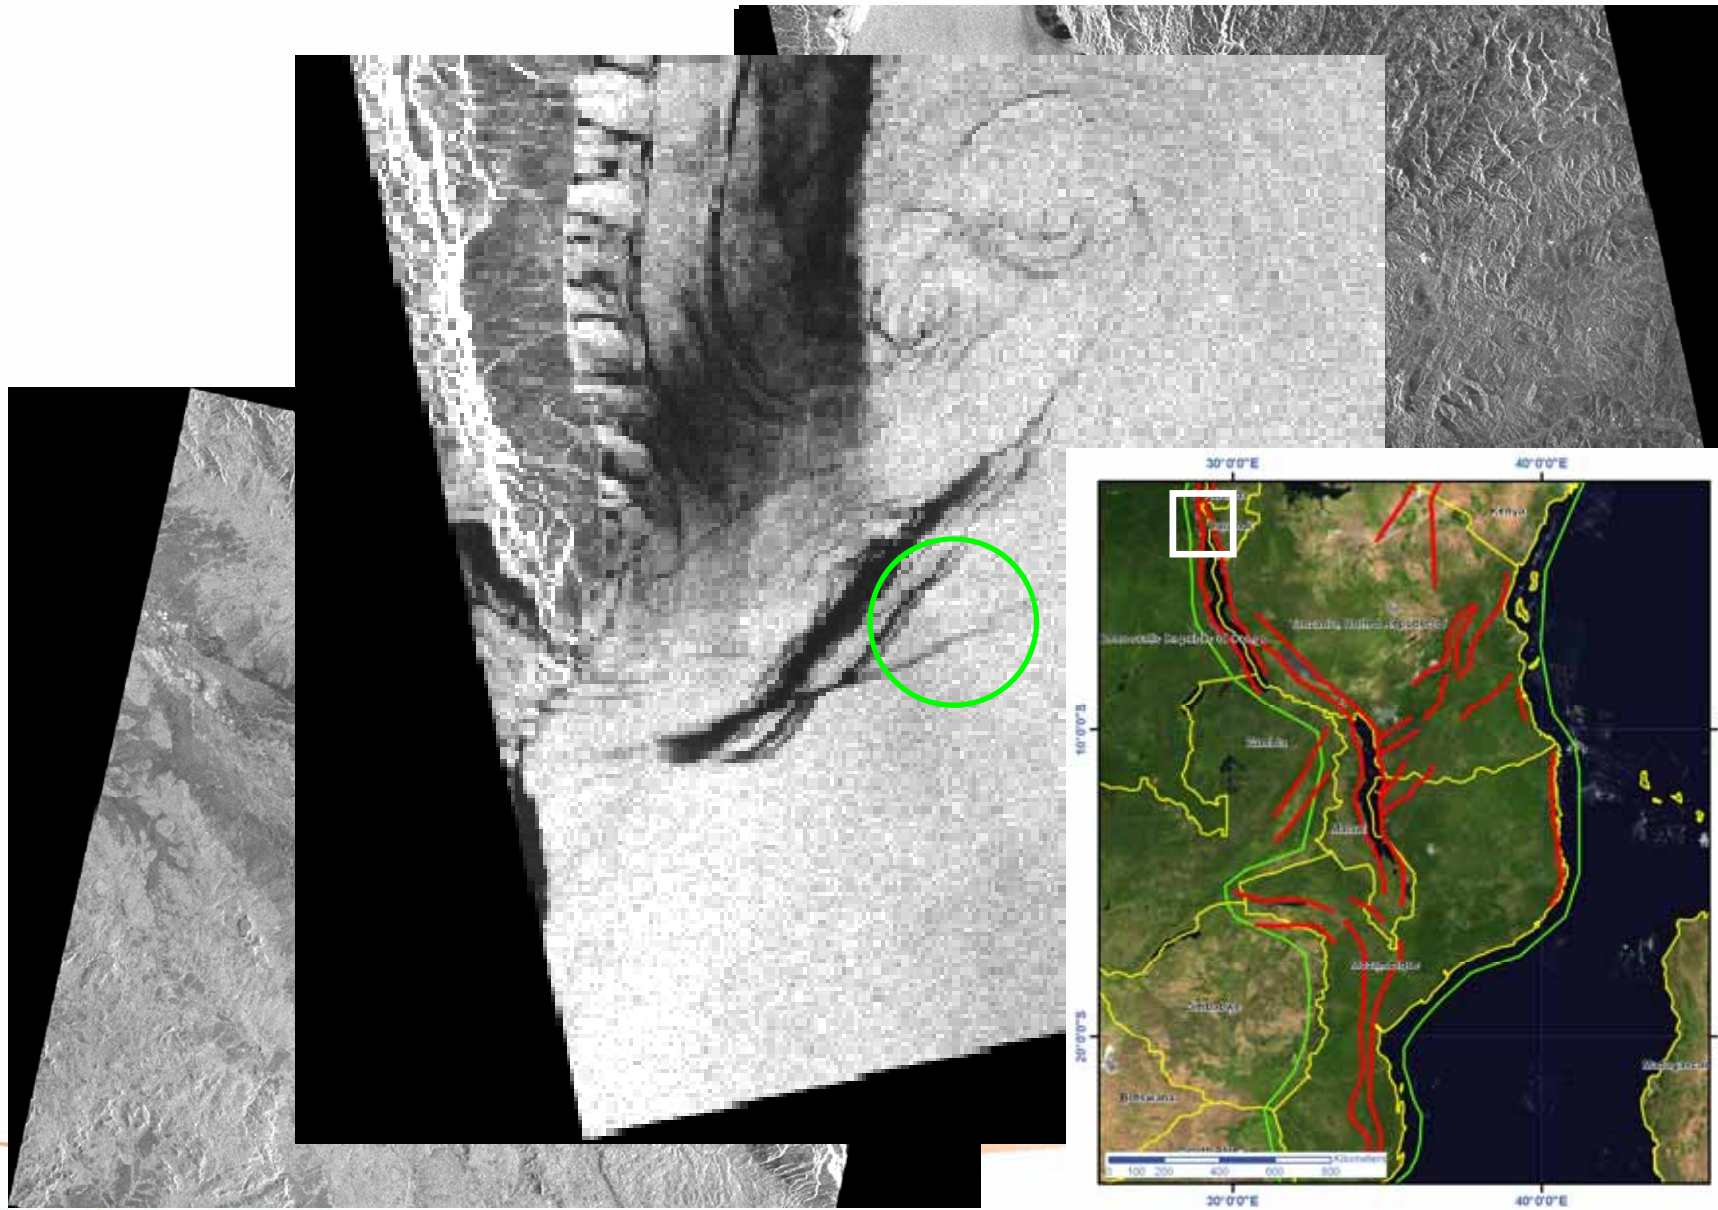 30°0'0"E 40°0'0"E
Kenya
Tanzania, United Republic of
Democratic Republic of Congo
10°0'0"S
Zambia
Malawi
Mozambique
Zimbabwe
20°0'0"S
Madagascar
Botswana
Kilometers
0 100 200 400 600 800
30°0'0"E 40°0'0"E